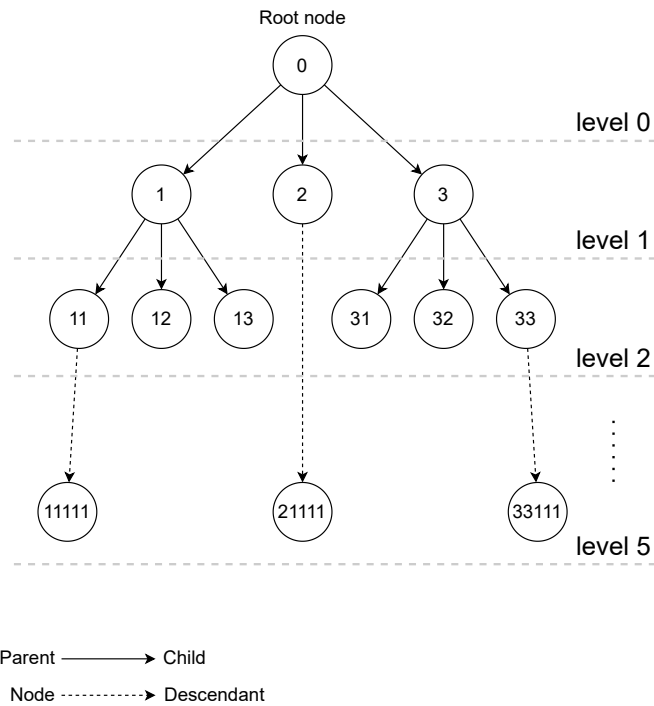 Root node
0
level 0
1
2
3
level 1
11
12
13
31
32
33
level 2
11111
21111
33111
level 5
Parent
Child
Node
Descendant